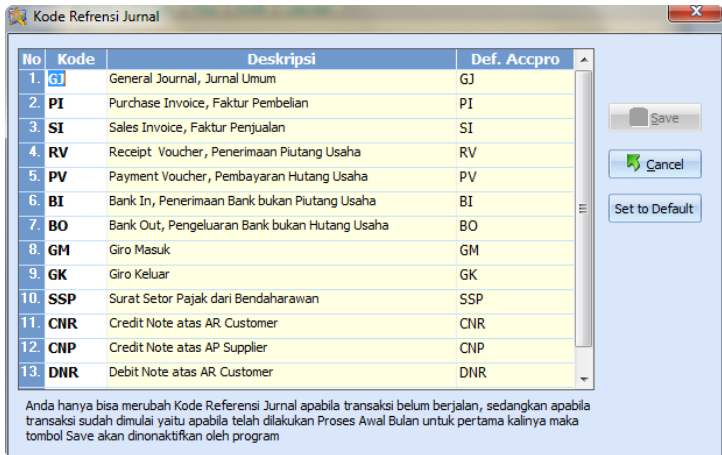 Kode Refrensi Jurnal
No Kode Deskripsi Def. Accpro
1. GJ General Journal, Jurnal Umum GJ
2. PI Purchase Invoice, Faktur Pembelian PI
3. SI Sales Invoice, Faktur Penjualan SI
4. RV Receipt Voucher, Penerimaan Piutang Usaha RV
5. PV Payment Voucher, Pembayaran Hutang Usaha PV
6. BI Bank In, Penerimaan Bank bukan Piutang Usaha BI
7. BO Bank Out, Pengeluaran Bank bukan Hutang Usaha BO
8. GM Giro Masuk GM
9. GK Giro Keluar GK
10. SSP Surat Setor Pajak dari Bendaharawan SSP
11. CNR Credit Note atas AR Customer CNR
12. CNP Credit Note atas AP Supplier CNP
13. DNR Debit Note atas AR Customer DNR
Save
Cancel
Set to Default
Anda hanya bisa merubah Kode Referensi Jurnal apabila transaksi belum berjalan, sedangkan apabila
transaksi sudah dimulai yaitu apabila telah dilakukan Proses Awal Bulan untuk pertama kalinya maka
tombol Save akan dinonaktifkan oleh program